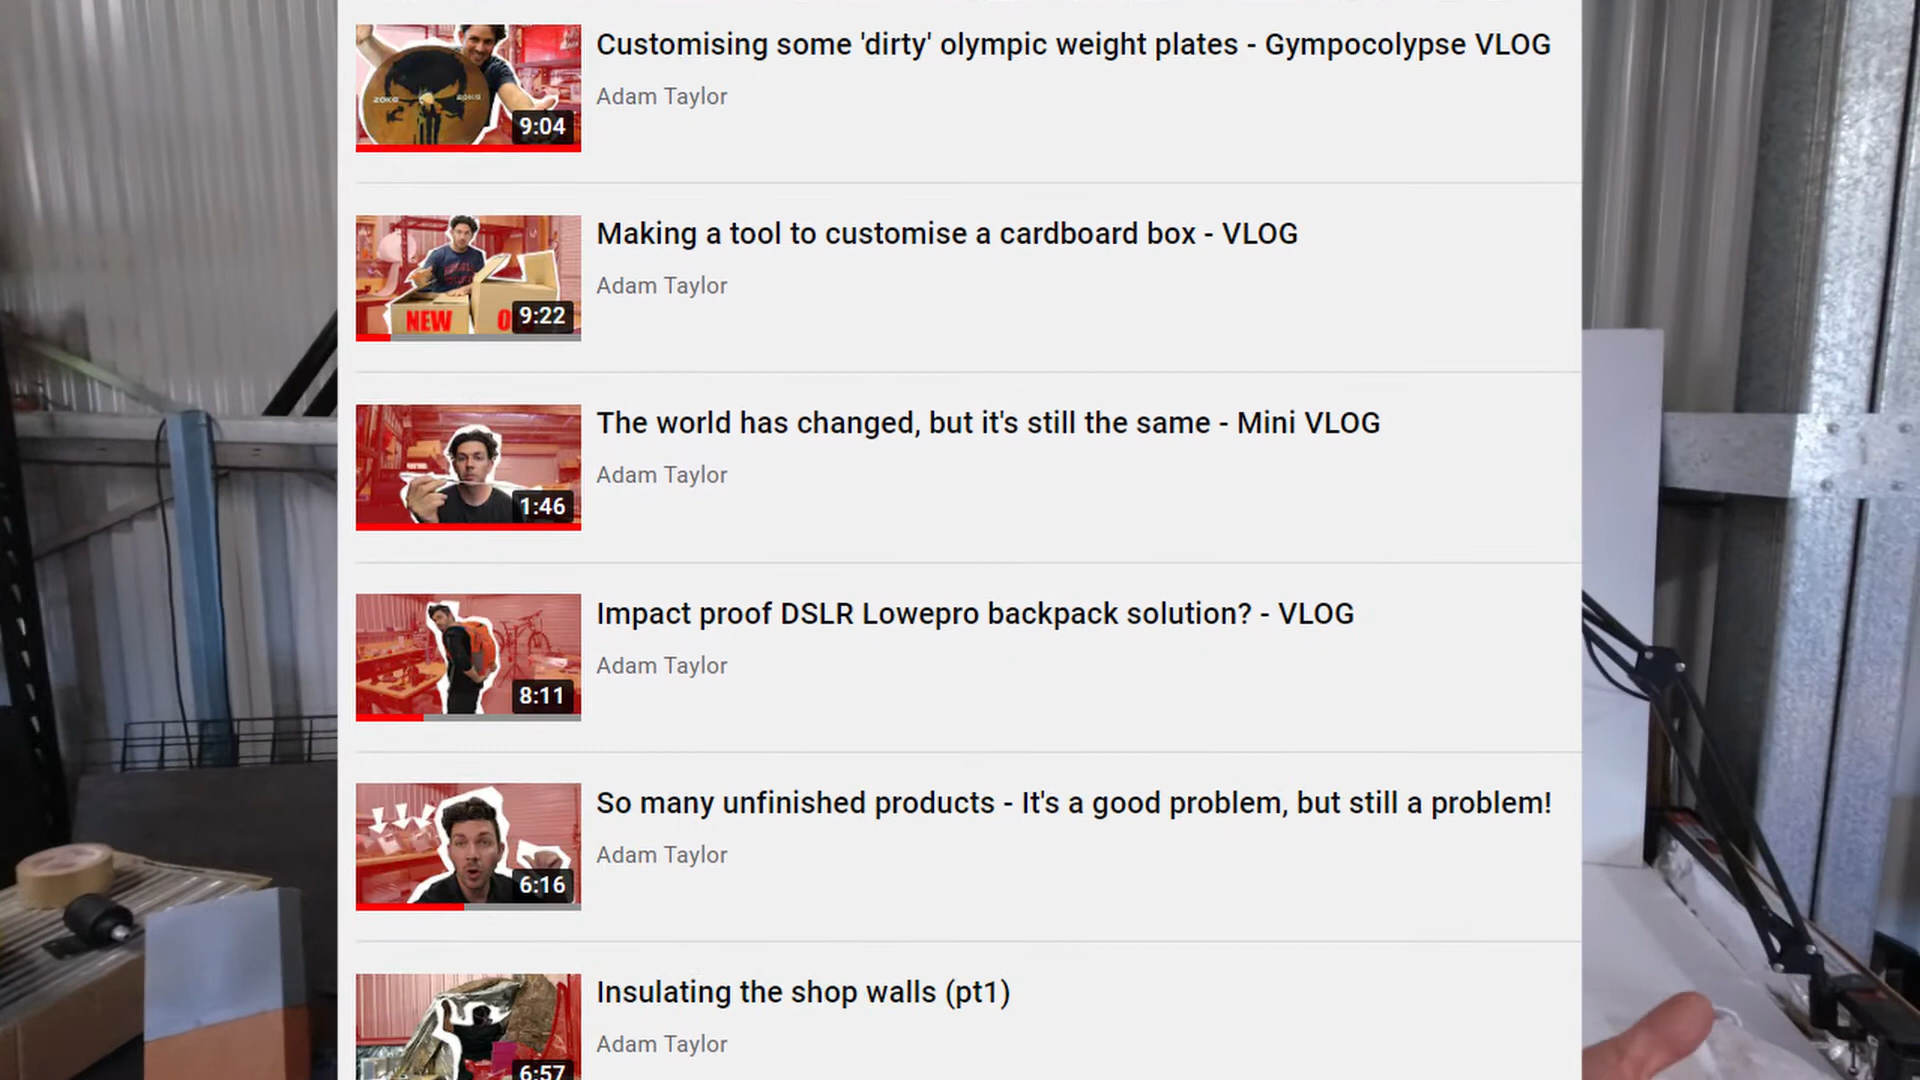 Customising some 'dirty' olympic weight plates - Gympocolypse VLOG
Adam Taylor
20KG 20KG
9:04
Making a tool to customise a cardboard box - VLOG
Adam Taylor
NEW O
9:22
The world has changed, but it's still the same - Mini VLOG
Adam Taylor
1:46
Impact proof DSLR Lowepro backpack solution? - VLOG
Adam Taylor
8:11
So many unfinished products - It's a good problem, but still a problem!
Adam Taylor
6:16
Insulating the shop walls (pt1)
Adam Taylor
6:57